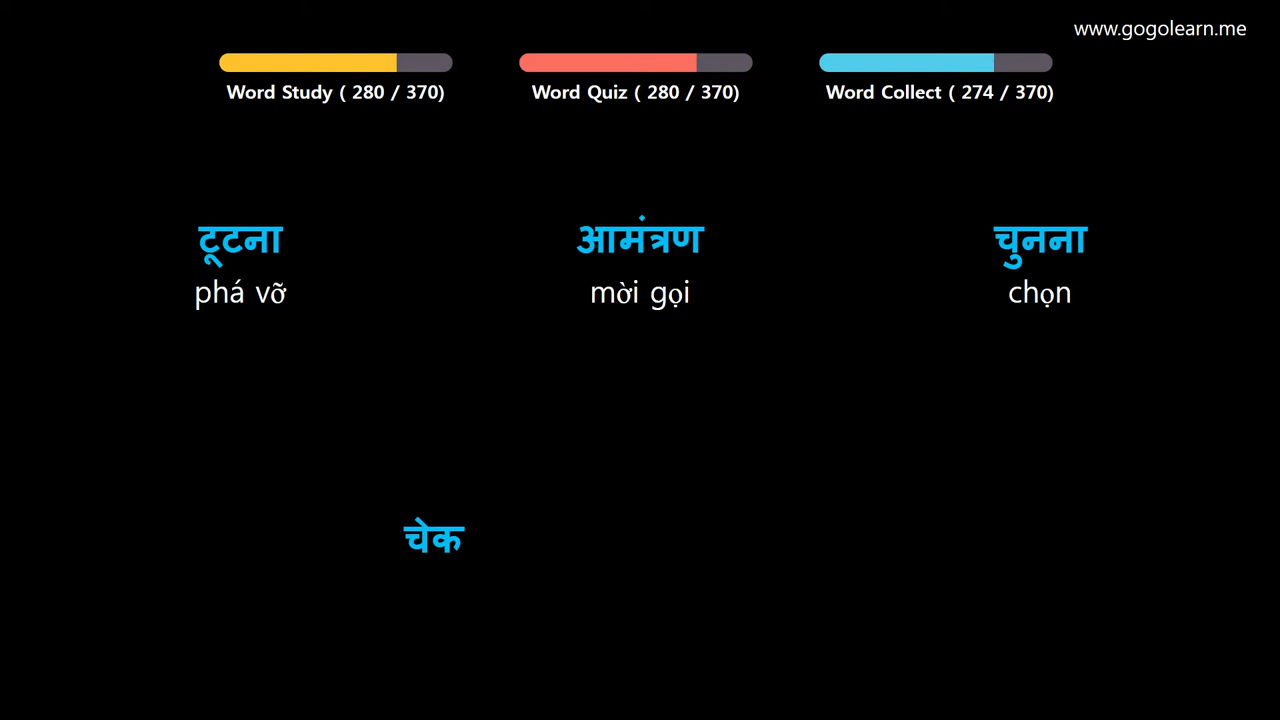 www.gogolearn.me
Word Study ( 280 / 370)
Word Quiz ( 280 / 370)
Word Collect ( 274 / 370)
टूटना
आमंत्रण
चुनना
phá vỡ
mời gọi
chọn
चेक